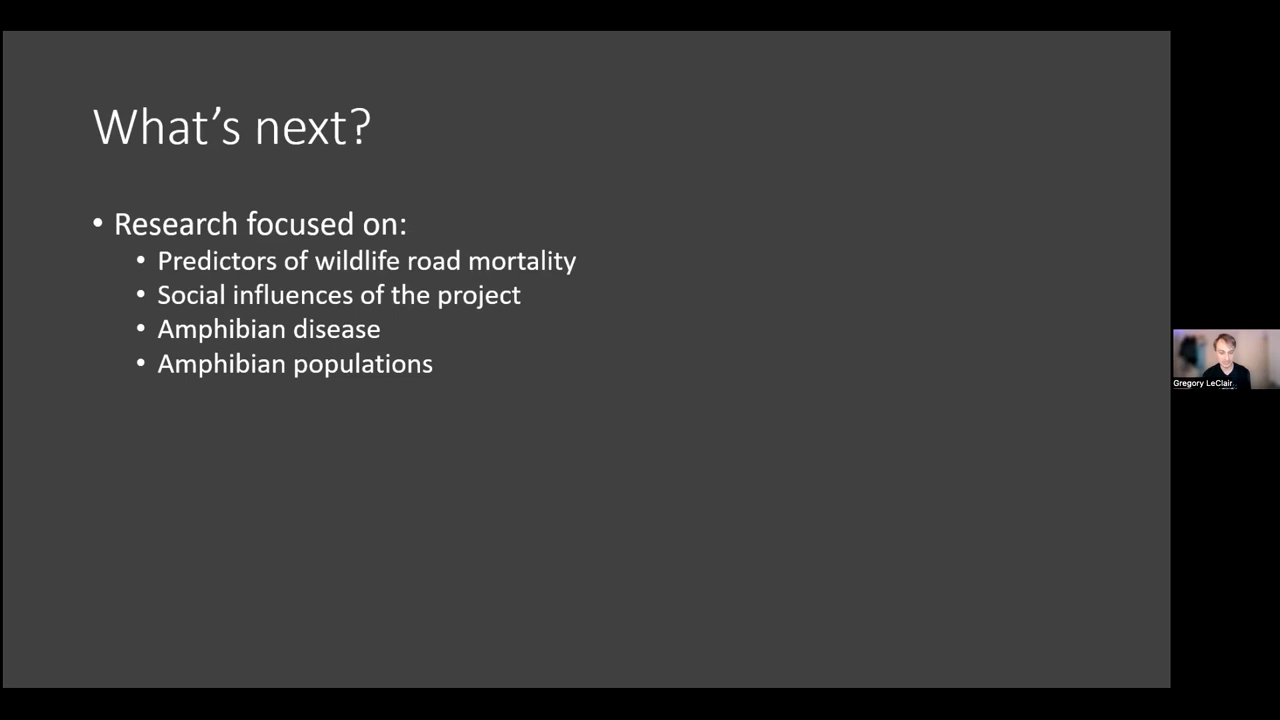 What's next?
• Research focused on:
• Predictors of wildlife road mortality
• Social influences of the project
• Amphibian disease
• Amphibian populations
Gregory LeClair..